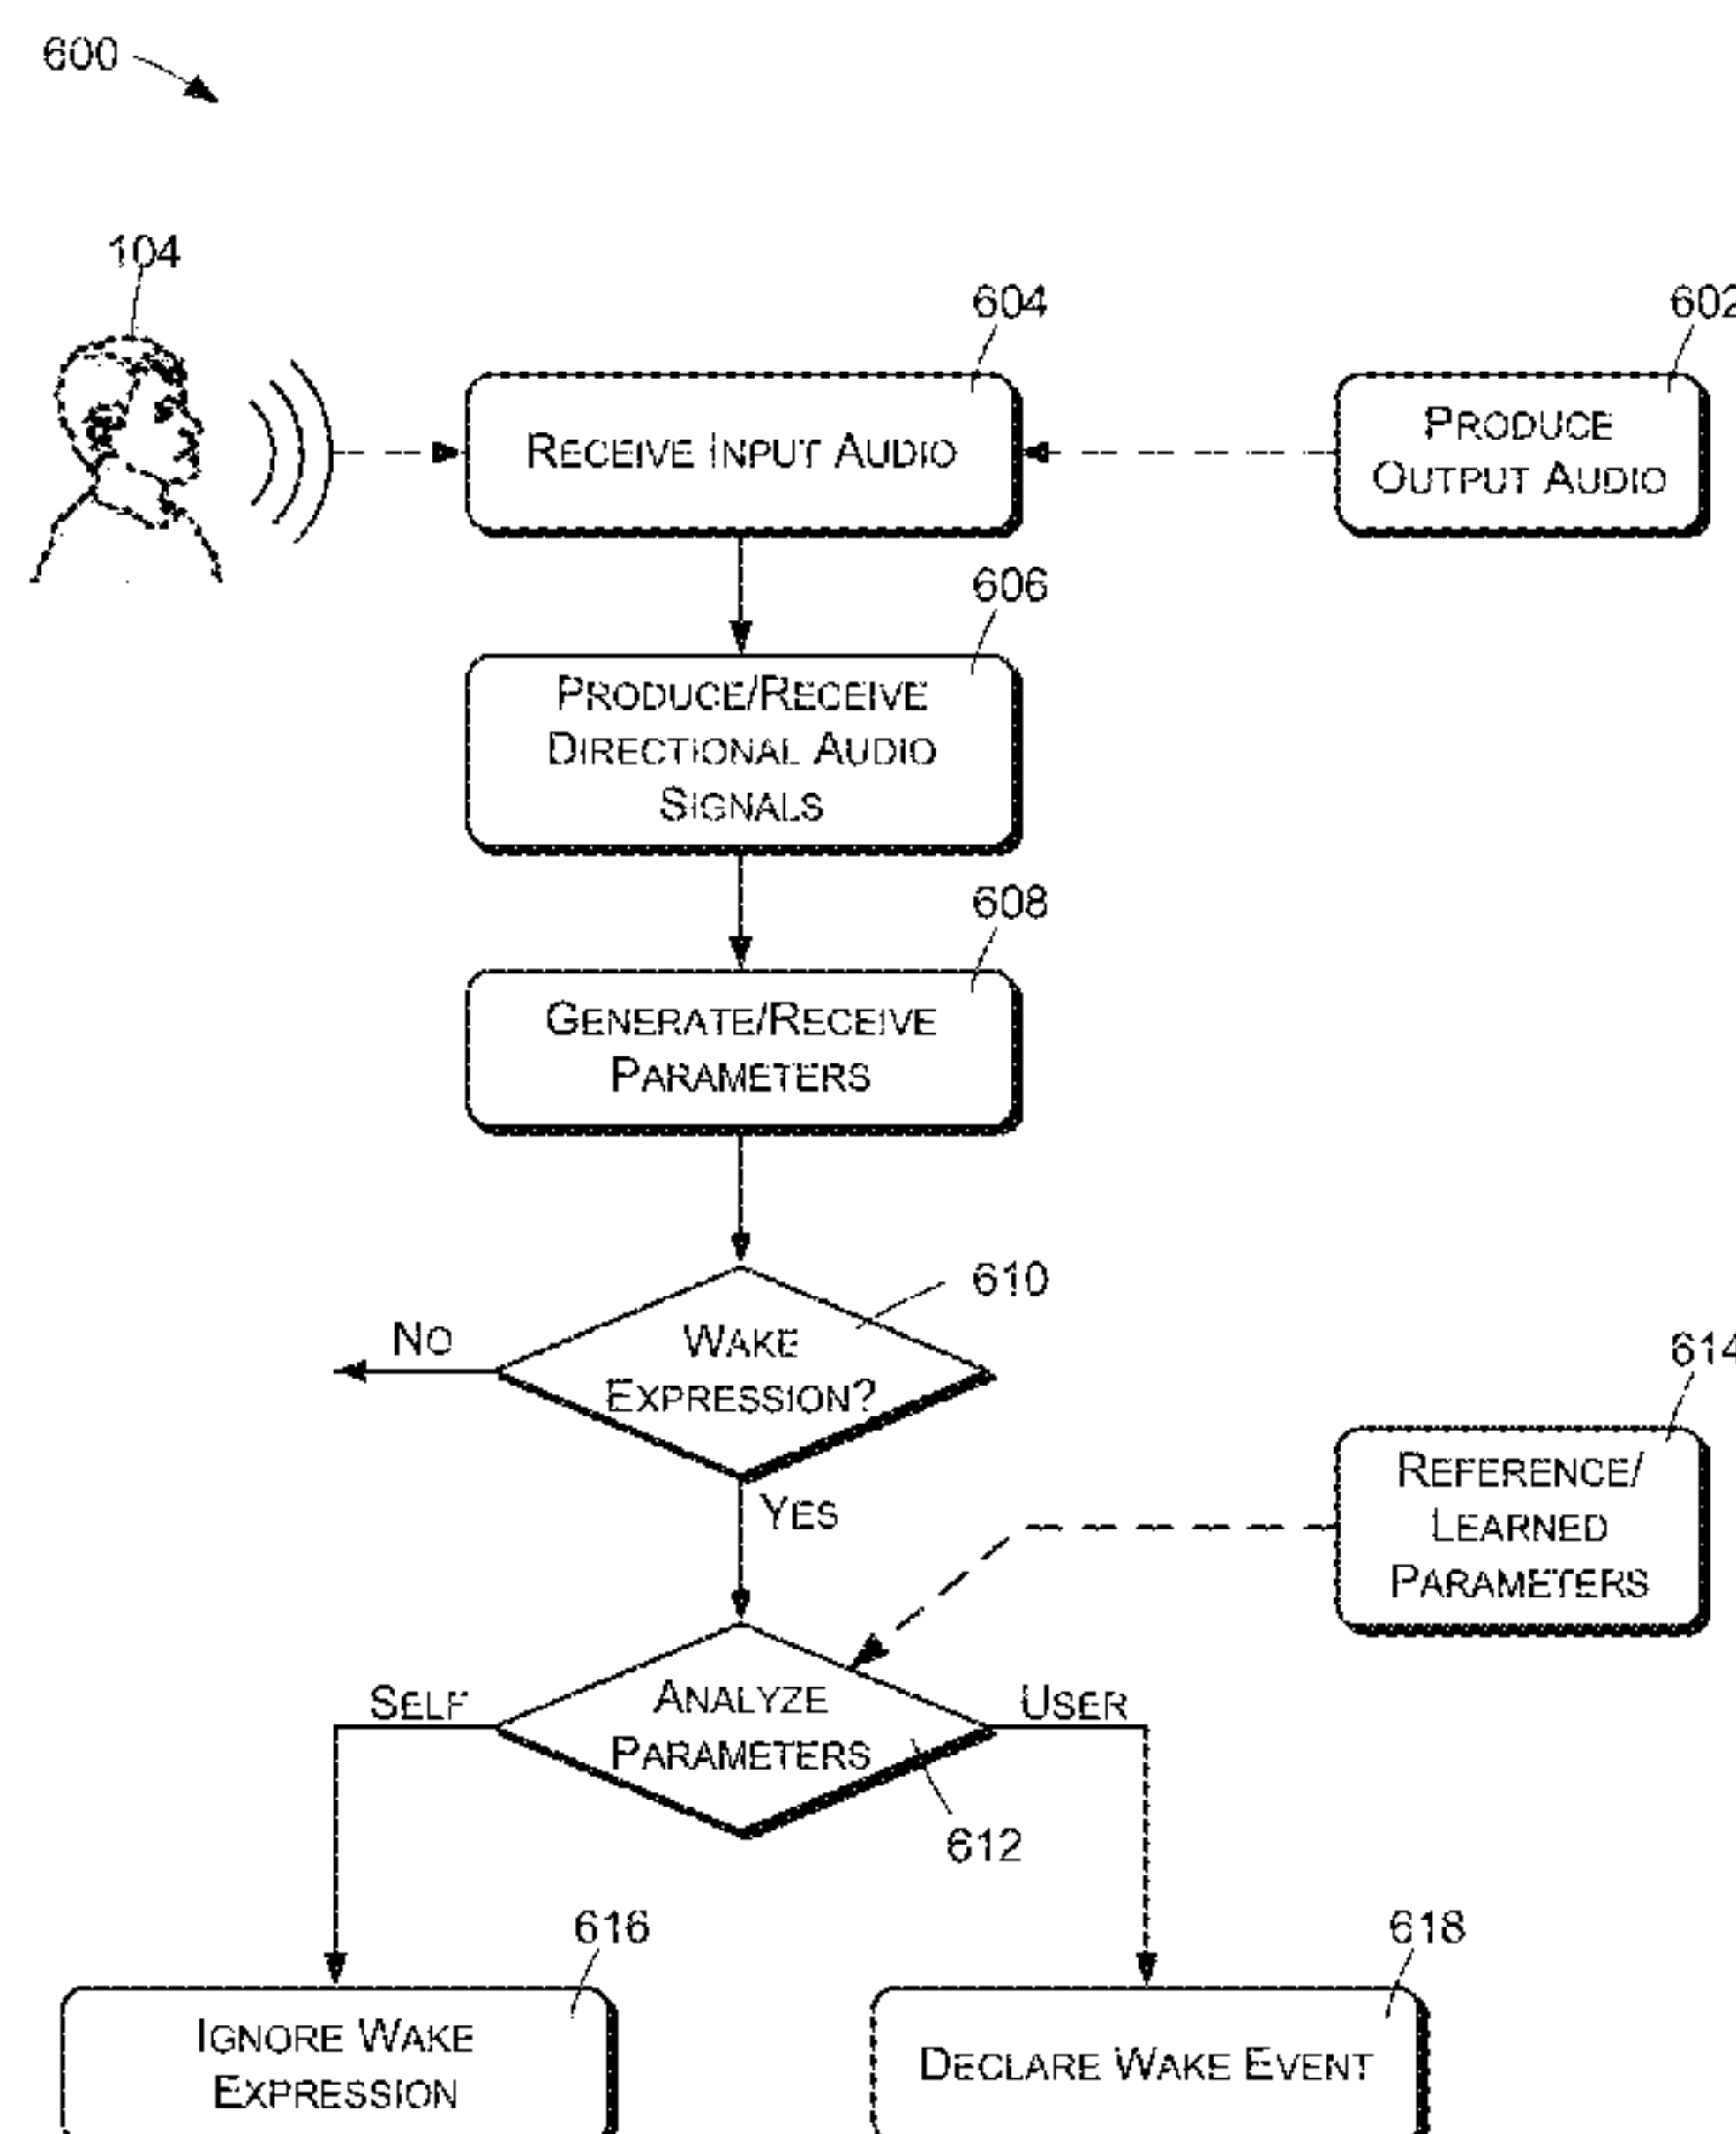 600
104
604
602
RECEIVE INPUT AUDIO
PRODUCE
OUTPUT AUDIO
606
PRODUCE/RECEIVE
DIRECTIONAL AUDIO
SIGNALS
608
GENERATE/RECEIVE
PARAMETERS
610
NO
WAKE
EXPRESSION?
YES
614
REFERENCE/
LEARNED
PARAMETERS
SELF
ANALYZE
PARAMETERS
USER
612
616
618
IGNORE WAKE
EXPRESSION
DECLARE WAKE EVENT